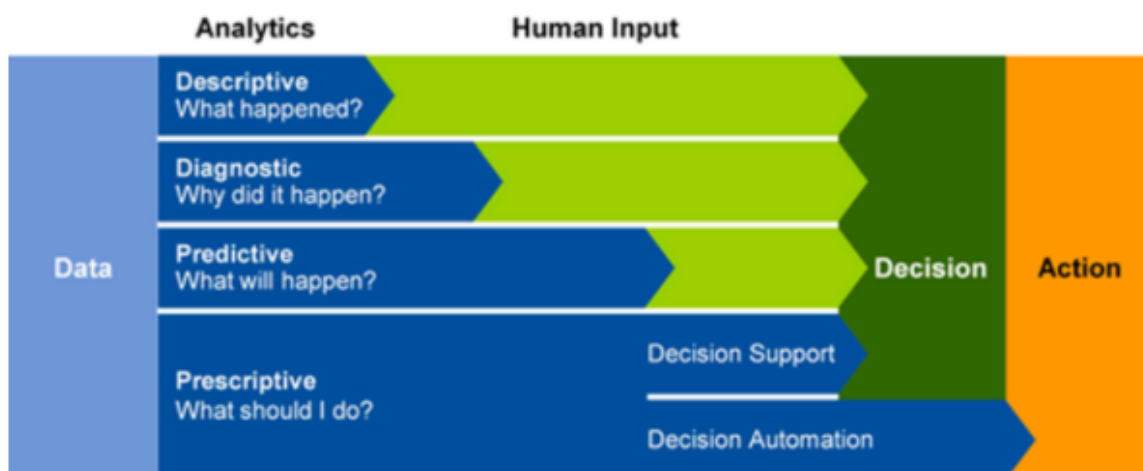 Analytics
Human Input
Data
Descriptive
What happened?
Diagnostic
Why did it happen?
Predictive
What will happen?
Prescriptive
What should I do?
Decision Support
Decision Automation
Decision
Action